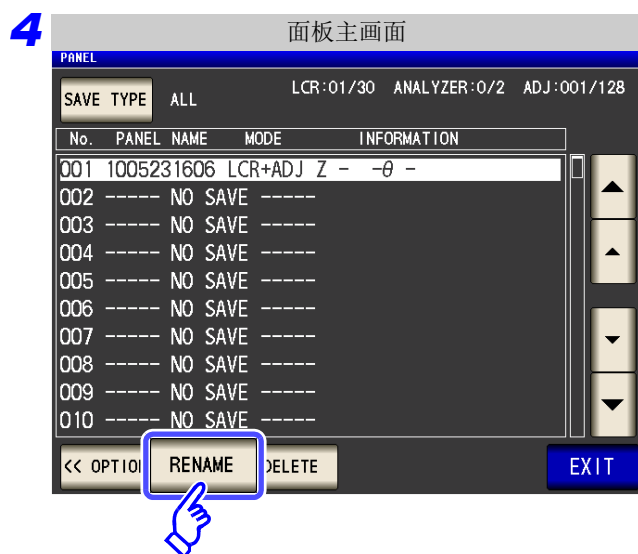 4
面板主画面
PANEL
SAVE TYPE ALL LCR:01/30 ANALYZER:0/2 ADJ:001/128
No. PANEL NAME MODE INFORMATION
001 1005231606 LCR+ADJ Z - -θ -
002 ----- NO SAVE -----
003 ----- NO SAVE -----
004 ----- NO SAVE -----
005 ----- NO SAVE -----
006 ----- NO SAVE -----
007 ----- NO SAVE -----
008 ----- NO SAVE -----
009 ----- NO SAVE -----
010 ----- NO SAVE -----
<< OPTIO RENAME DELETE EXIT